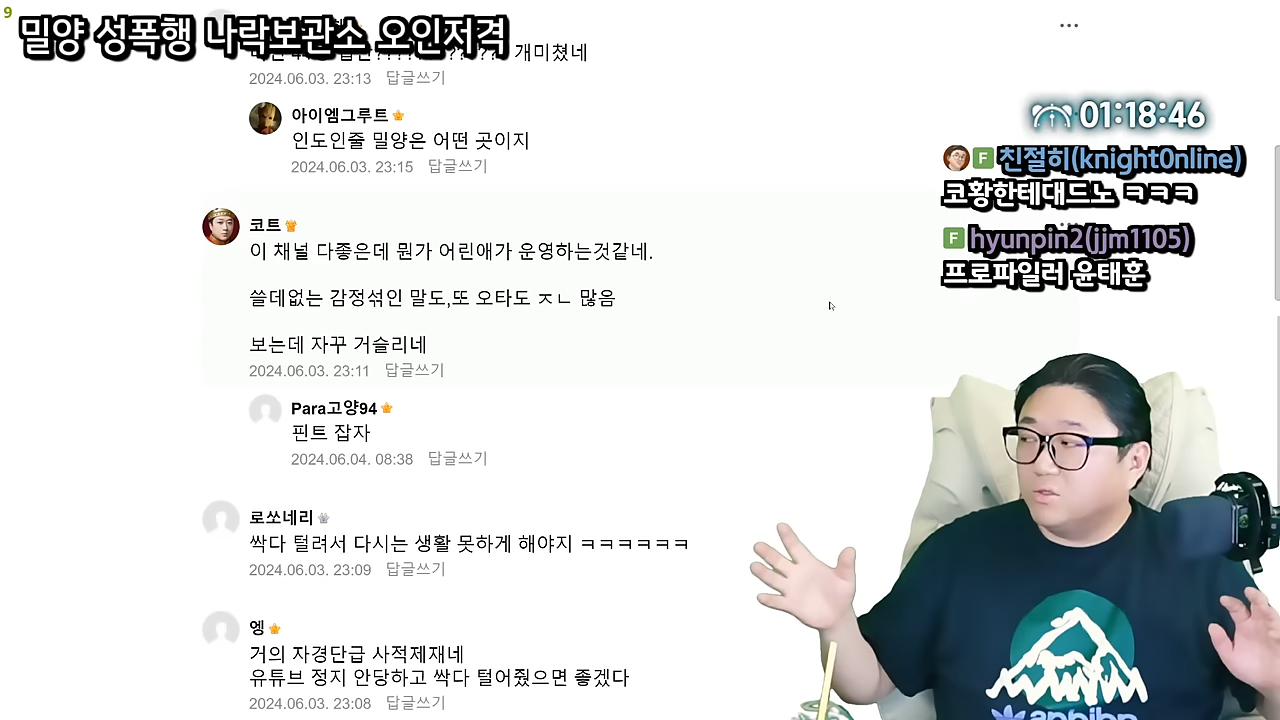 9
밀양 성폭행 나락보관소 오인저격
개미쳤네
2024.06.03. 23:13 답글쓰기
아이엠그루트
인도인줄 밀양은 어떤 곳이지
2024.06.03. 23:15 답글쓰기
코트
이 채널 다좋은데 뭔가 어린애가 운영하는것같네.
쓸데없는 감정섞인 말도,또 오타도 ㅈㄴ 많음
보는데 자꾸 거슬리네
2024.06.03. 23:11 답글쓰기
Para고양94
핀트 잡자
2024.06.04. 08:38 답글쓰기
로쏘네리
싹다 털려서 다시는 생활 못하게 해야지 ㅋㅋㅋㅋㅋㅋ
2024.06.03. 23:09 답글쓰기
엥
거의 자경단급 사적제재네
유튜브 정지 안당하고 싹다 털어줬으면 좋겠다
2024.06.03. 23:08 답글쓰기
01:18:46
F 친절히(knight0nline)
코황한테대드노 ㅋㅋㅋ
F hyunpin2(jjm1105)
프로파일러 윤태훈